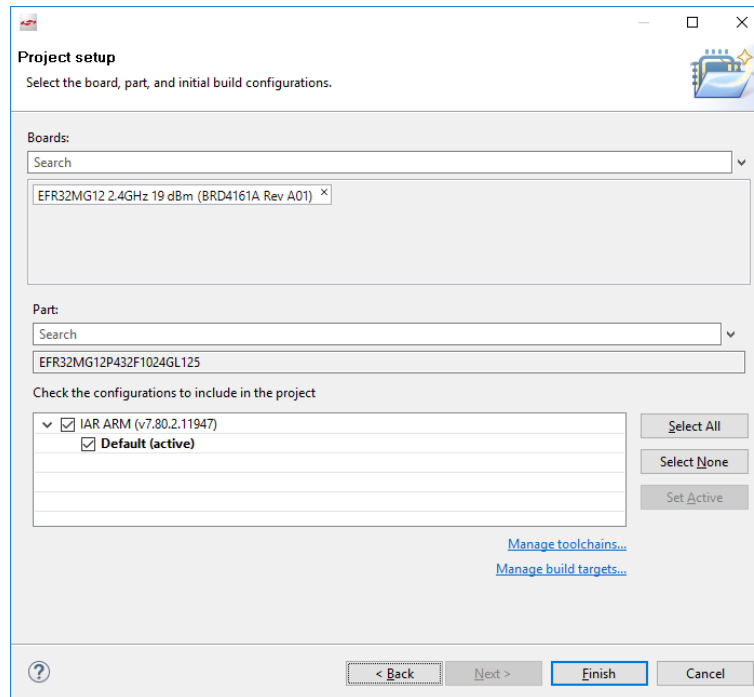 Project setup
Select the board, part, and initial build configurations.
Boards:
Search
EFR32MG12 2.4GHz 19 dBm (BRD4161A Rev A01) ×
Part:
Search
EFR32MG12P432F1024GL125
Check the configurations to include in the project
IAR ARM (v7.80.2.11947)
Default (active)
Select All
Select None
Set Active
Manage toolchains...
Manage build targets...
< Back
Next >
Finish
Cancel